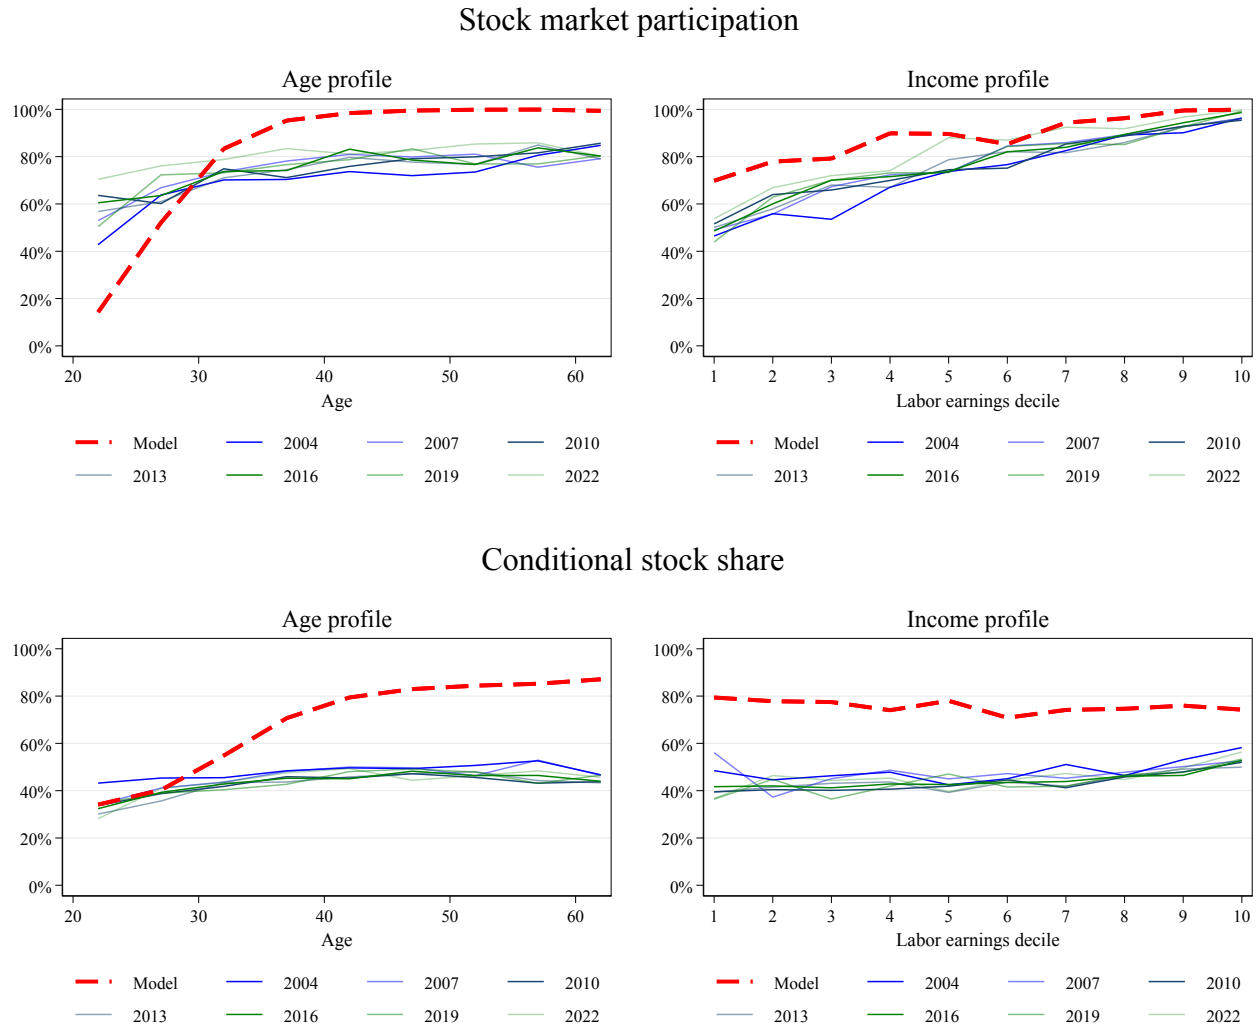 Stock market participation
Age profile
100%
80%
60%
40%
20%
0%
20 30 40 50 60
Age
Model 2004 2007 2010
2013 2016 2019 2022
Income profile
100%
80%
60%
40%
20%
0%
1 2 3 4 5 6 7 8 9 10
Labor earnings decile
Model 2004 2007 2010
2013 2016 2019 2022
Conditional stock share
Age profile
100%
80%
60%
40%
20%
0%
20 30 40 50 60
Age
Model 2004 2007 2010
2013 2016 2019 2022
Income profile
100%
80%
60%
40%
20%
0%
1 2 3 4 5 6 7 8 9 10
Labor earnings decile
Model 2004 2007 2010
2013 2016 2019 2022